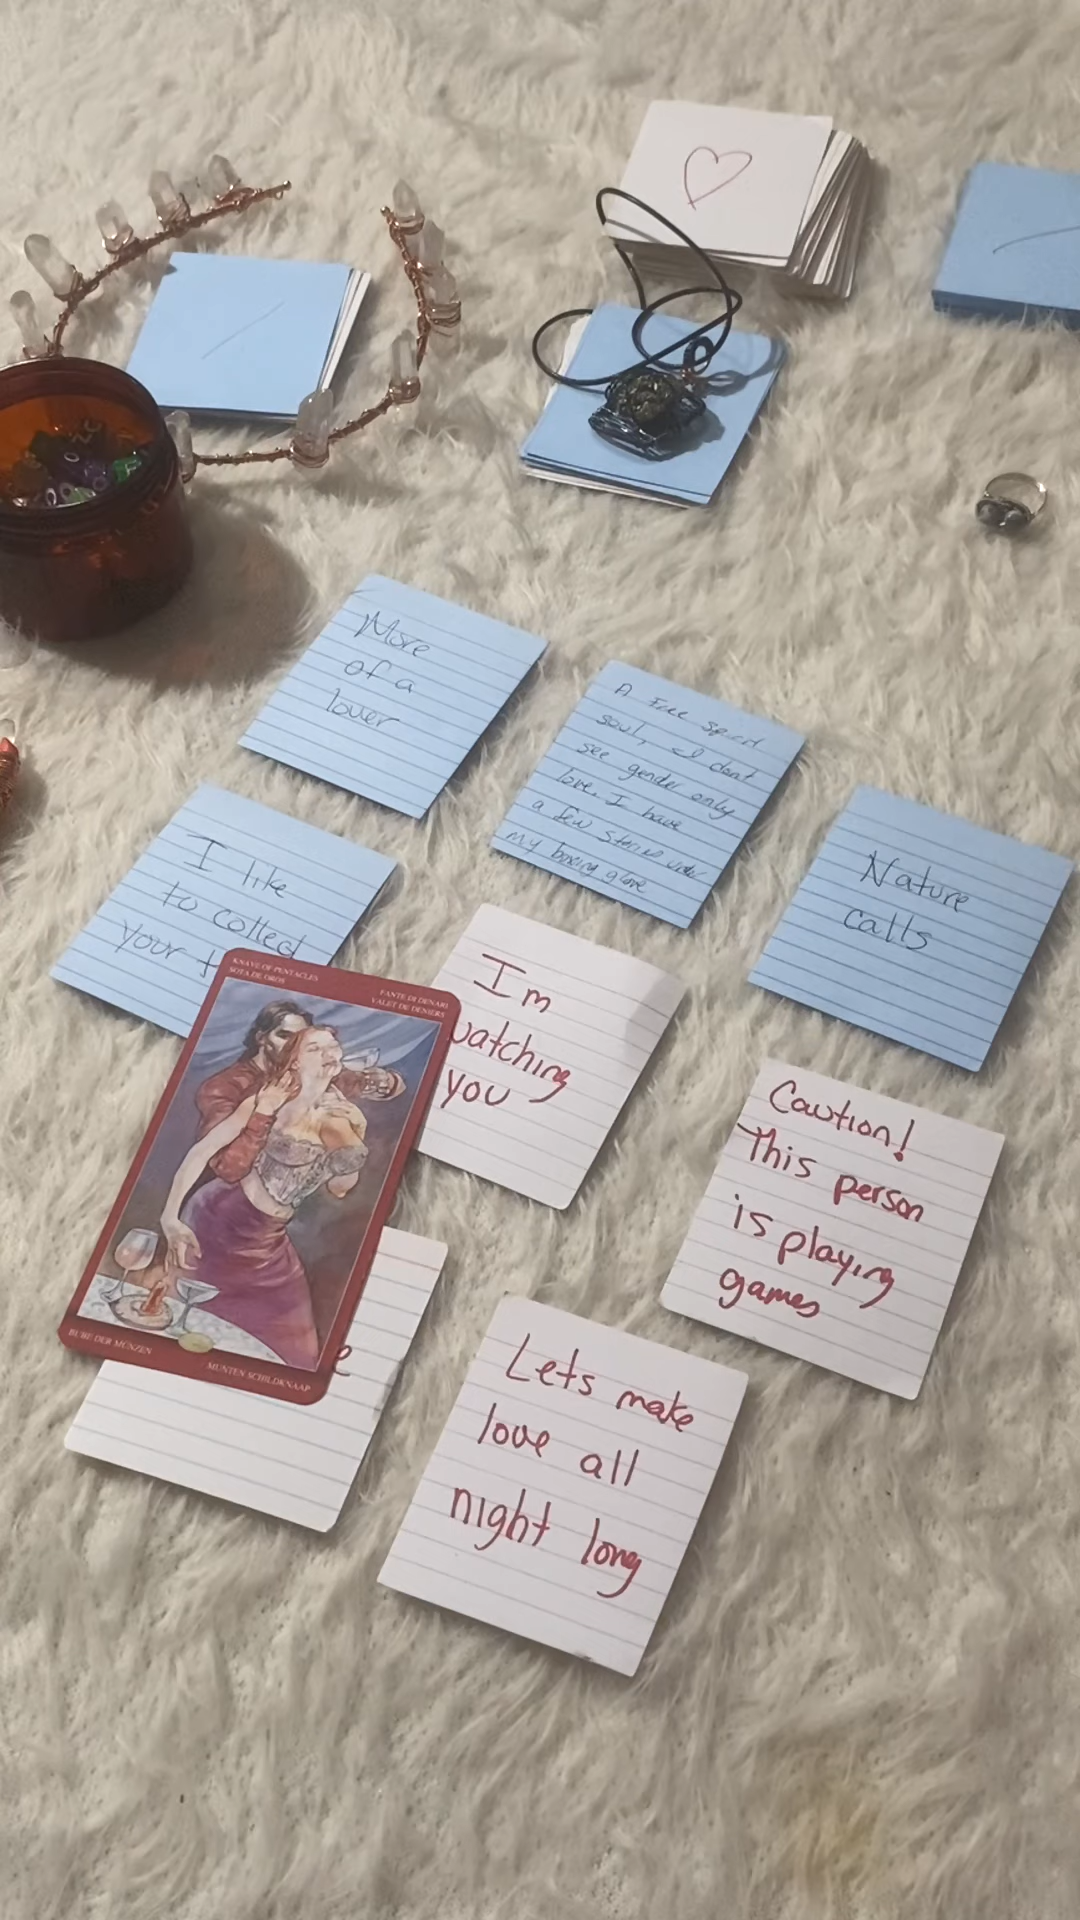 More
of a
lover
A Free spirit
soul, I dont
see gender only
love. I have
a few stories under
my boxing glove
Nature
calls
I like
to collect
your
Im
watching
you
KNAVE OF PENTACLES
SOTA DE OROS
FANTE DI DENARI
VALET DE DENIERS
BUBE DER MÜNZEN
MUNTEN SCHILDKNAAP
Caution!
This person
is playing
games
Lets make
love all
night long